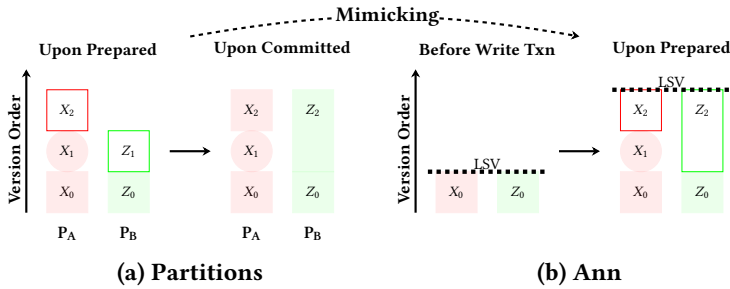 Mimicking
Upon Prepared
Upon Committed
Before Write Txn
Upon Prepared
Version Order
X2
X1
Z1
X0
Z0
PA
PB
X2
Z2
X1
X0
Z0
PA
PB
Version Order
LSV
X0
Z0
LSV
X2
Z2
X1
X0
Z0
(a) Partitions
(b) Ann